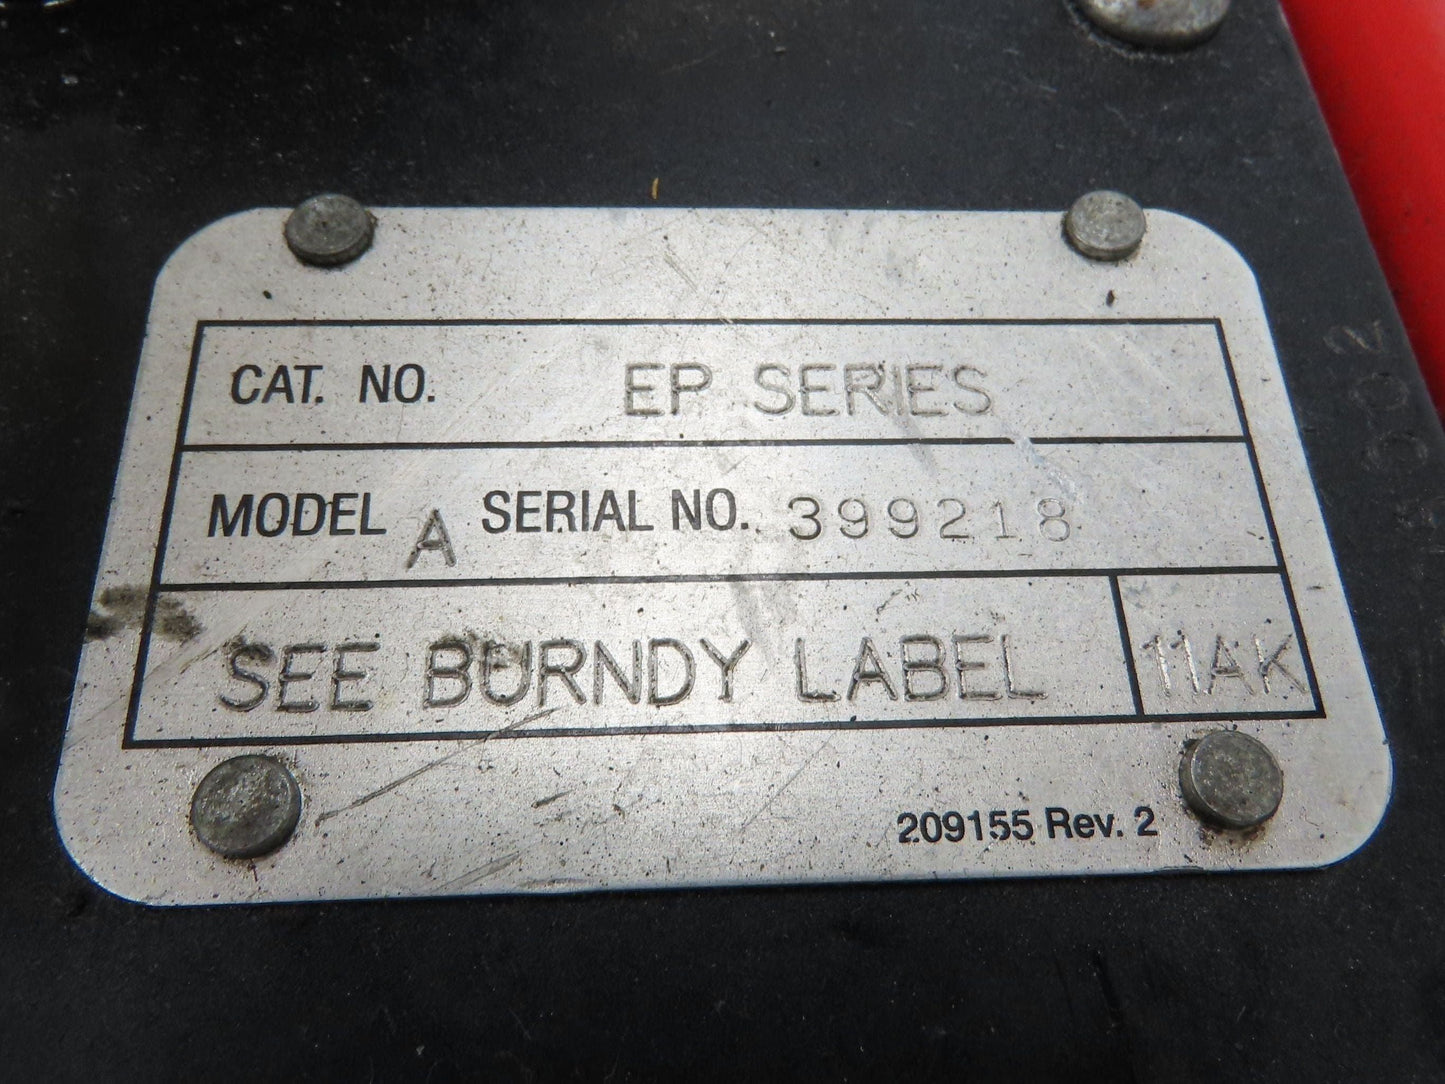 CAT. NO. EP SERIES
MODEL A SERIAL NO. 399218
SEE BURNDY LABEL 11AK
209155 Rev. 2